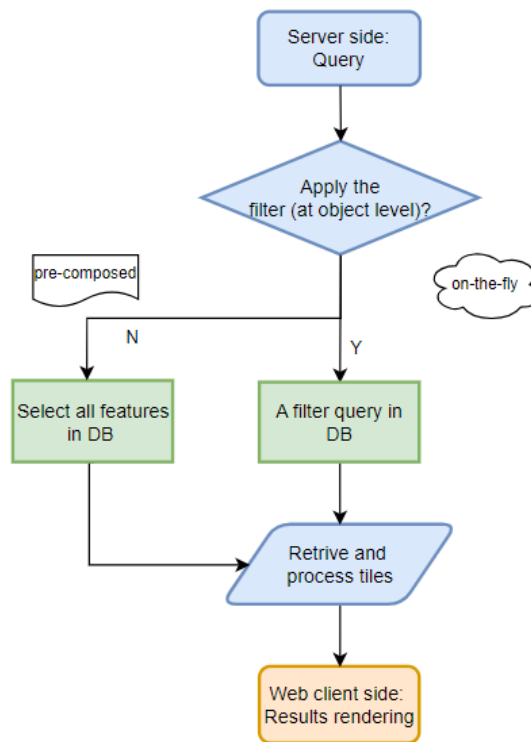 Server side:
Query
Apply the
filter (at object level)?
pre-composed
on-the-fly
N
Y
Select all features
in DB
A filter query in
DB
Retrive and
process tiles
Web client side:
Results rendering